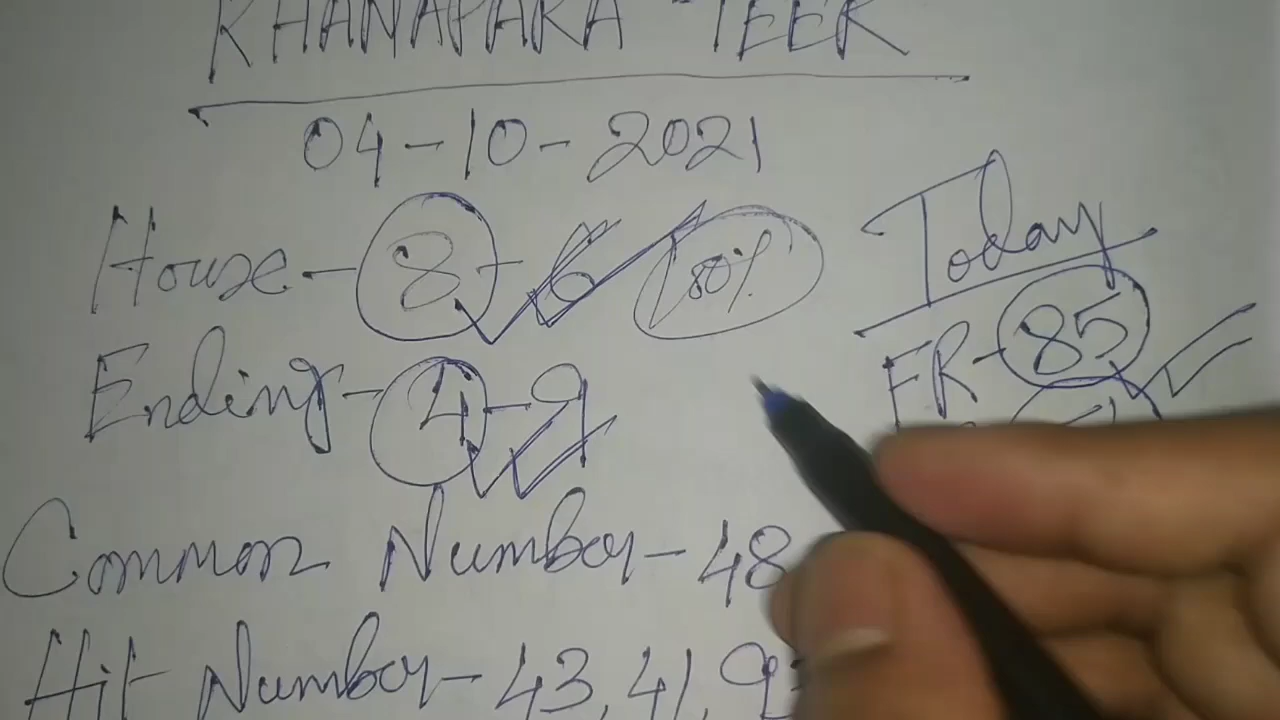 KHANAPARA TEER
04-10-2021
House - 8 - 6 80%
Ending - 4 - 9
Common Number - 48
Hit Number - 43, 41, 9
Today
FR - 85